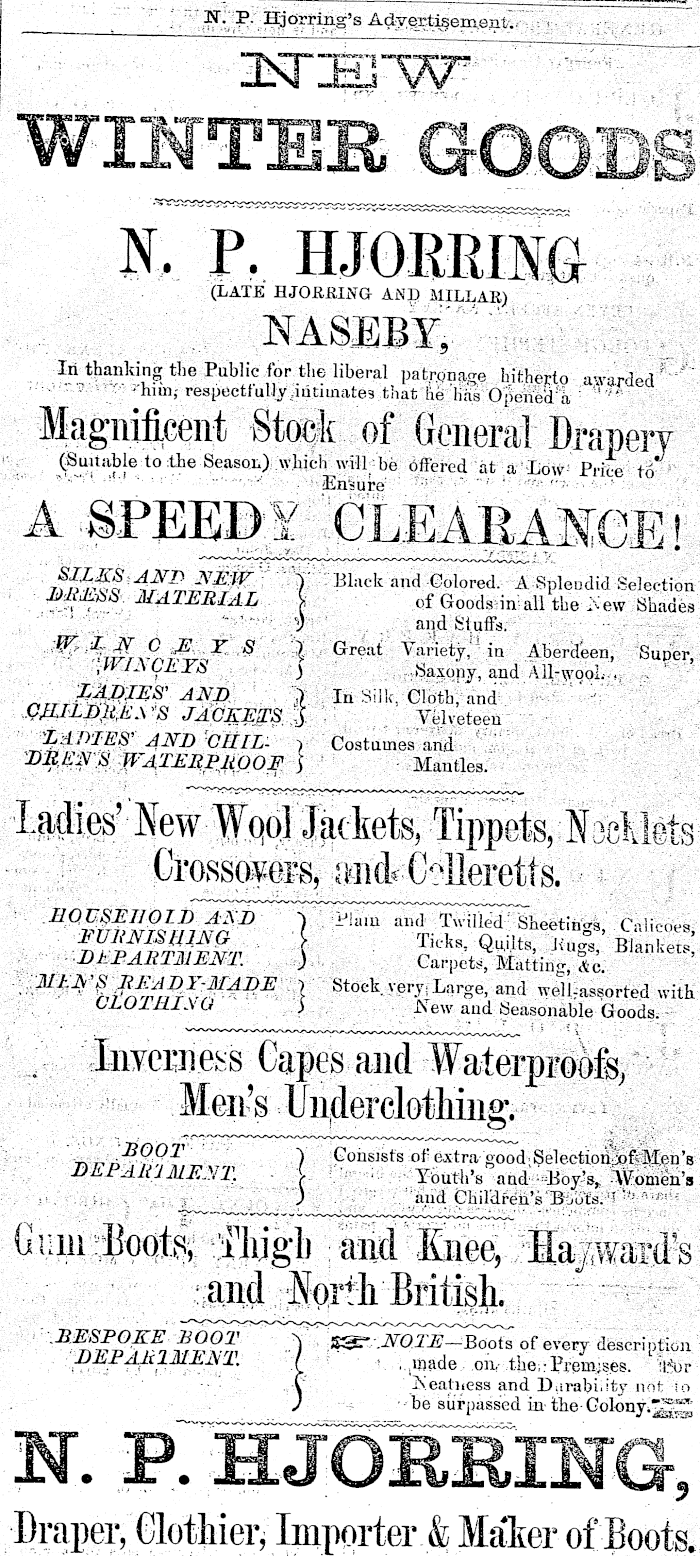 N. P. Hjorring's Advertisement.
NEW
WINTER GOODS
N. P. HJORRING
(LATE HJORRING AND MILLAR)
NASEBY,
In thanking the Public for the liberal patronage hitherto awarded
him, respectfully intimates that he has Opened a
Magnificent Stock of General Drapery
(Suitable to the Season) which will be offered at a Low Price to
Ensure
A SPEEDY CLEARANCE!
SILKS AND NEW
DRESS MATERIAL
} Black and Colored. A Splendid Selection
of Goods in all the New Shades
and Stuffs.
WINCEYS
WINCEYS
} Great Variety, in Aberdeen, Super,
Saxony, and All-wool.
LADIES' AND
CHILDREN'S JACKETS
} In Silk, Cloth, and
Velveteen
LADIES' AND CHIL-
DREN'S WATERPROOF
} Costumes and
Mantles.
Ladies' New Wool Jackets, Tippets, Necklets
Crossovers, and Colleretts.
HOUSEHOLD AND
FURNISHING
DEPARTMENT.
} Plain and Twilled Sheetings, Calicoes,
Ticks, Quilts, Rugs, Blankets,
Carpets, Matting, &c.
MEN'S READY-MADE
CLOTHING
} Stock very Large, and well-assorted with
New and Seasonable Goods.
Inverness Capes and Waterproofs,
Men's Underclothing.
BOOT
DEPARTMENT.
} Consists of extra good Selection of Men's
Youth's and Boy's, Women's
and Children's Boots.
Gum Boots, Thigh and Knee, Hayward's
and North British.
BESPOKE BOOT
DEPARTMENT.
} ☞ NOTE—Boots of every description
made on the Premises. For
Neatness and Durability not to
be surpassed in the Colony.
N. P. HJORRING,
Draper, Clothier, Importer & Maker of Boots.